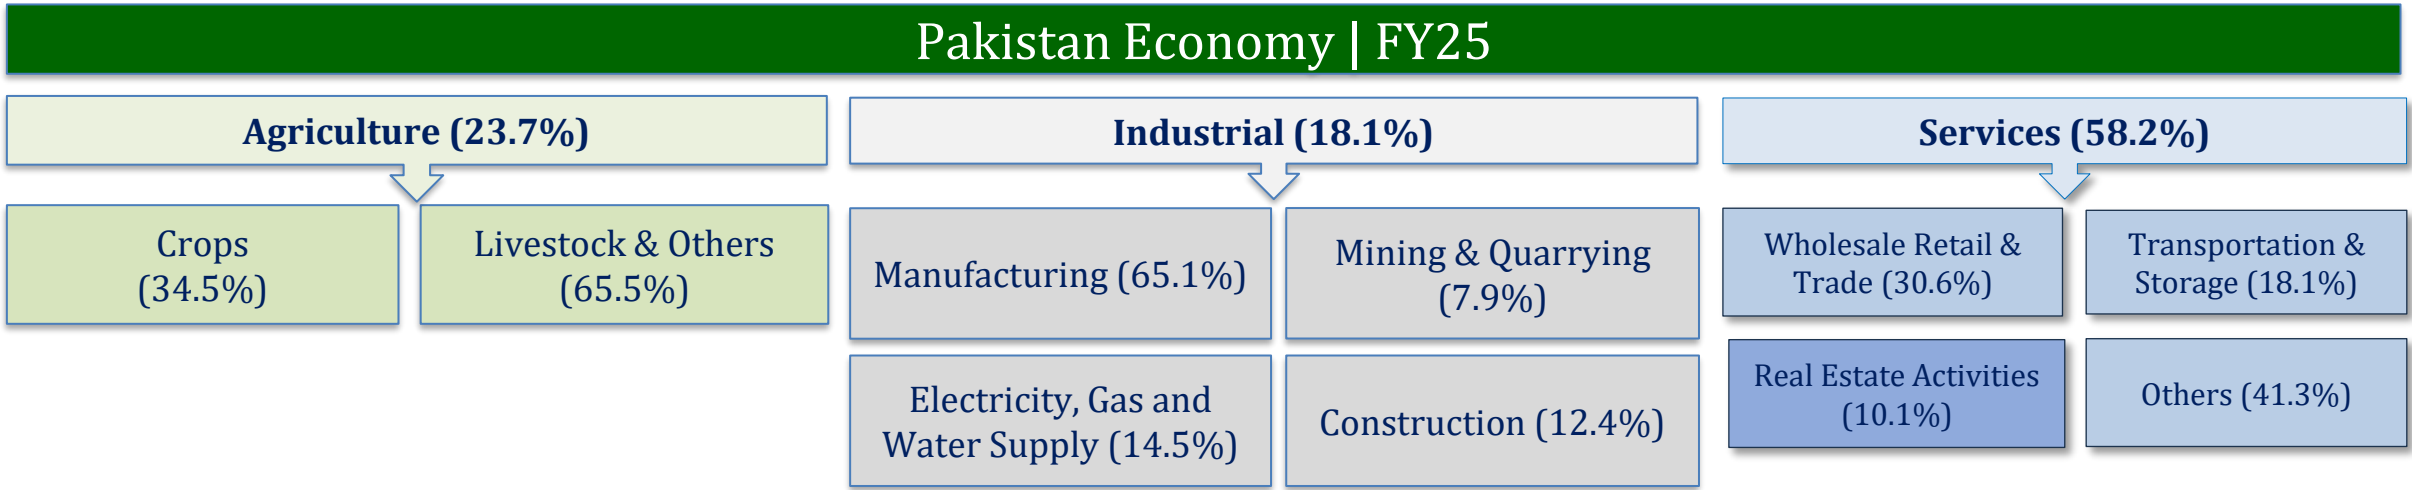 Pakistan Economy | FY25
Agriculture (23.7%)
Crops
(34.5%)
Livestock & Others
(65.5%)
Industrial (18.1%)
Manufacturing (65.1%)
Mining & Quarrying
(7.9%)
Electricity, Gas and
Water Supply (14.5%)
Construction (12.4%)
Services (58.2%)
Wholesale Retail &
Trade (30.6%)
Transportation &
Storage (18.1%)
Real Estate Activities
(10.1%)
Others (41.3%)